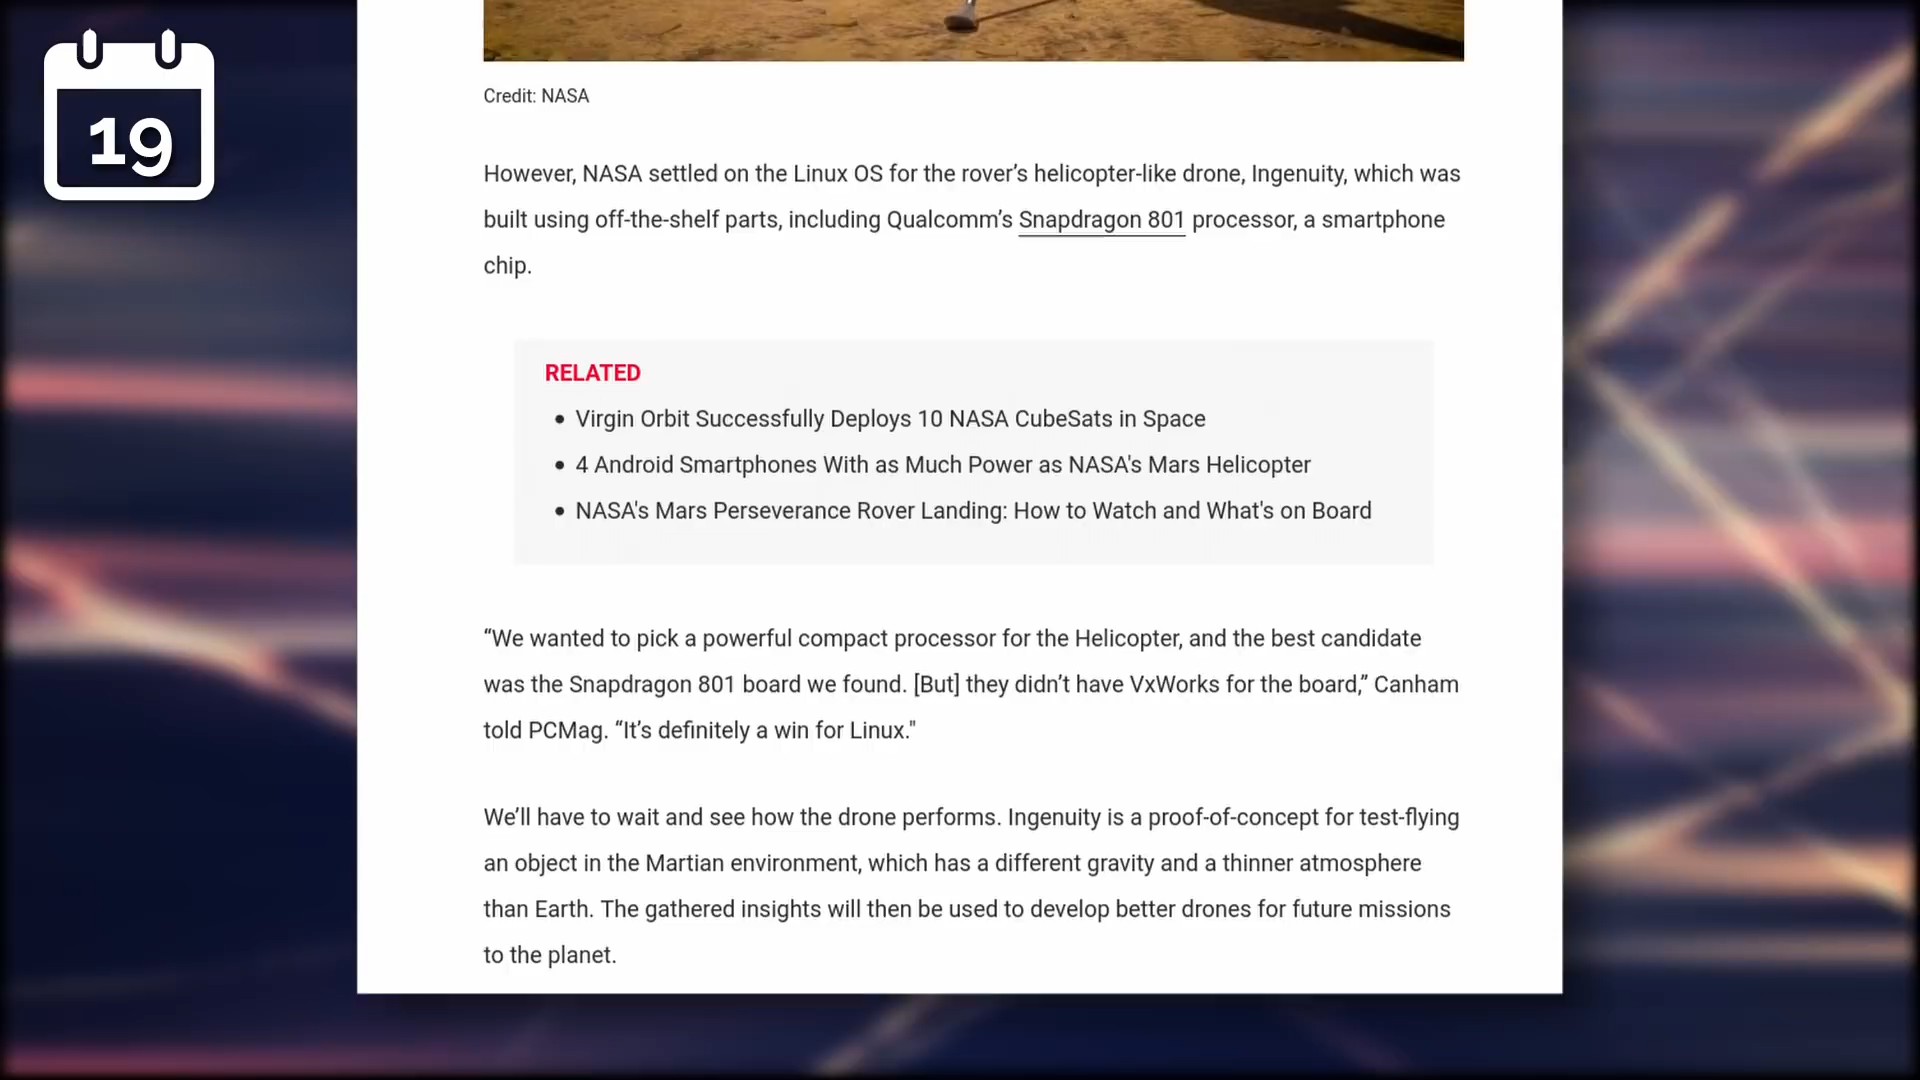 19
Credit: NASA
However, NASA settled on the Linux OS for the rover’s helicopter-like drone, Ingenuity, which was
built using off-the-shelf parts, including Qualcomm’s Snapdragon 801 processor, a smartphone
chip.
RELATED
• Virgin Orbit Successfully Deploys 10 NASA CubeSats in Space
• 4 Android Smartphones With as Much Power as NASA's Mars Helicopter
• NASA's Mars Perseverance Rover Landing: How to Watch and What's on Board
“We wanted to pick a powerful compact processor for the Helicopter, and the best candidate
was the Snapdragon 801 board we found. [But] they didn’t have VxWorks for the board,” Canham
told PCMag. “It’s definitely a win for Linux."
We’ll have to wait and see how the drone performs. Ingenuity is a proof-of-concept for test-flying
an object in the Martian environment, which has a different gravity and a thinner atmosphere
than Earth. The gathered insights will then be used to develop better drones for future missions
to the planet.